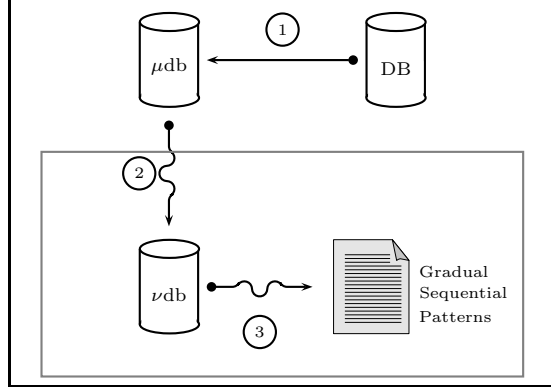 1
μdb
DB
2
νdb
3
Gradual
Sequential
Patterns